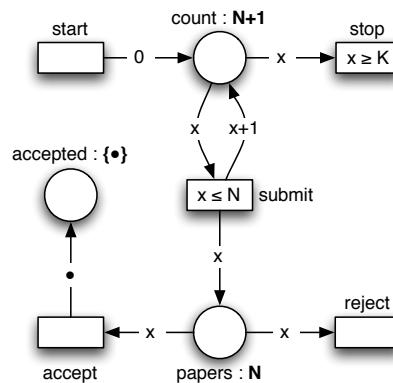 count : N+1
start
stop
0
x
x ≥ K
x
x+1
accepted : {•}
x ≤ N
submit
x
•
reject
x
x
accept
papers : N